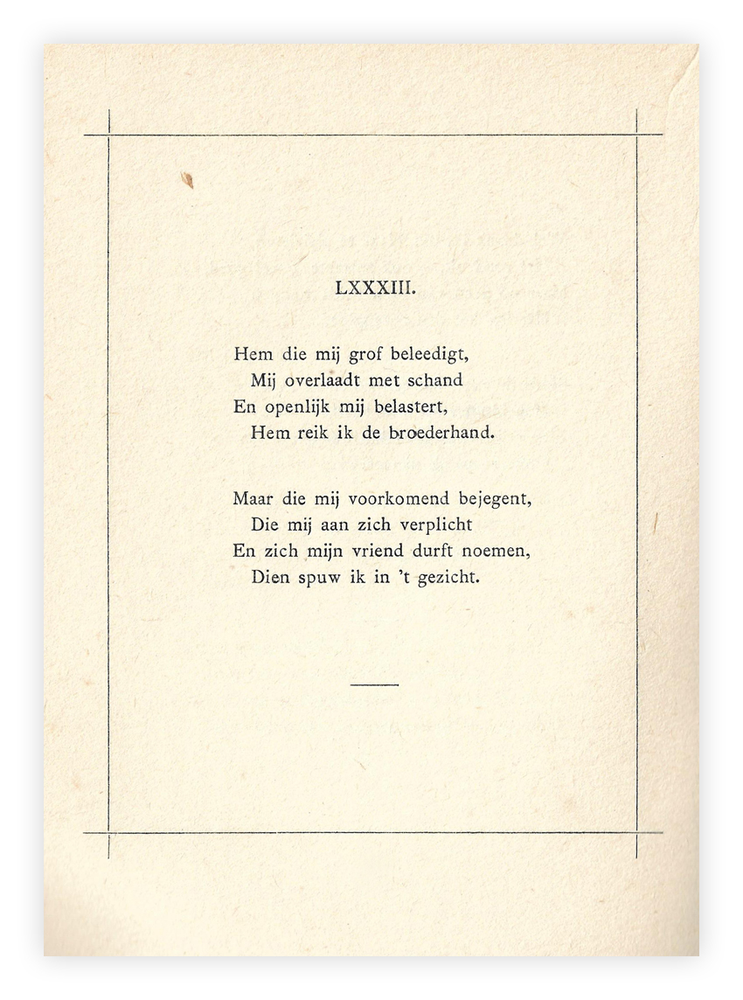 LXXXIII.
Hem die mij grof beleedigt,
Mij overlaadt met schand
En openlijk mij belastert,
Hem reik ik de broederhand.
Maar die mij voorkomend bejegent,
Die mij aan zich verplicht
En zich mijn vriend durft noemen,
Dien spuw ik in ’t gezicht.